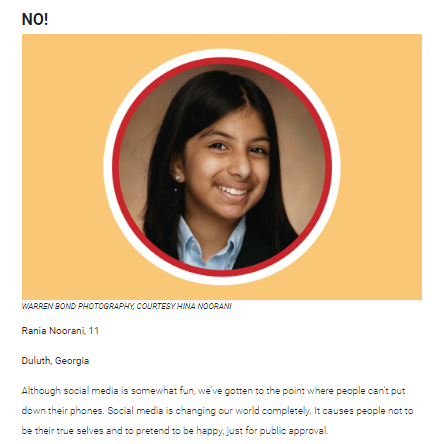 NO!
WARREN BOND PHOTOGRAPHY, COURTESY HINA NOORANI
Rania Noorani, 11
Duluth, Georgia
Although social media is somewhat fun, we've gotten to the point where people can't put
down their phones. Social media is changing our world completely. It causes people not to
be their true selves and to pretend to be happy, just for public approval.